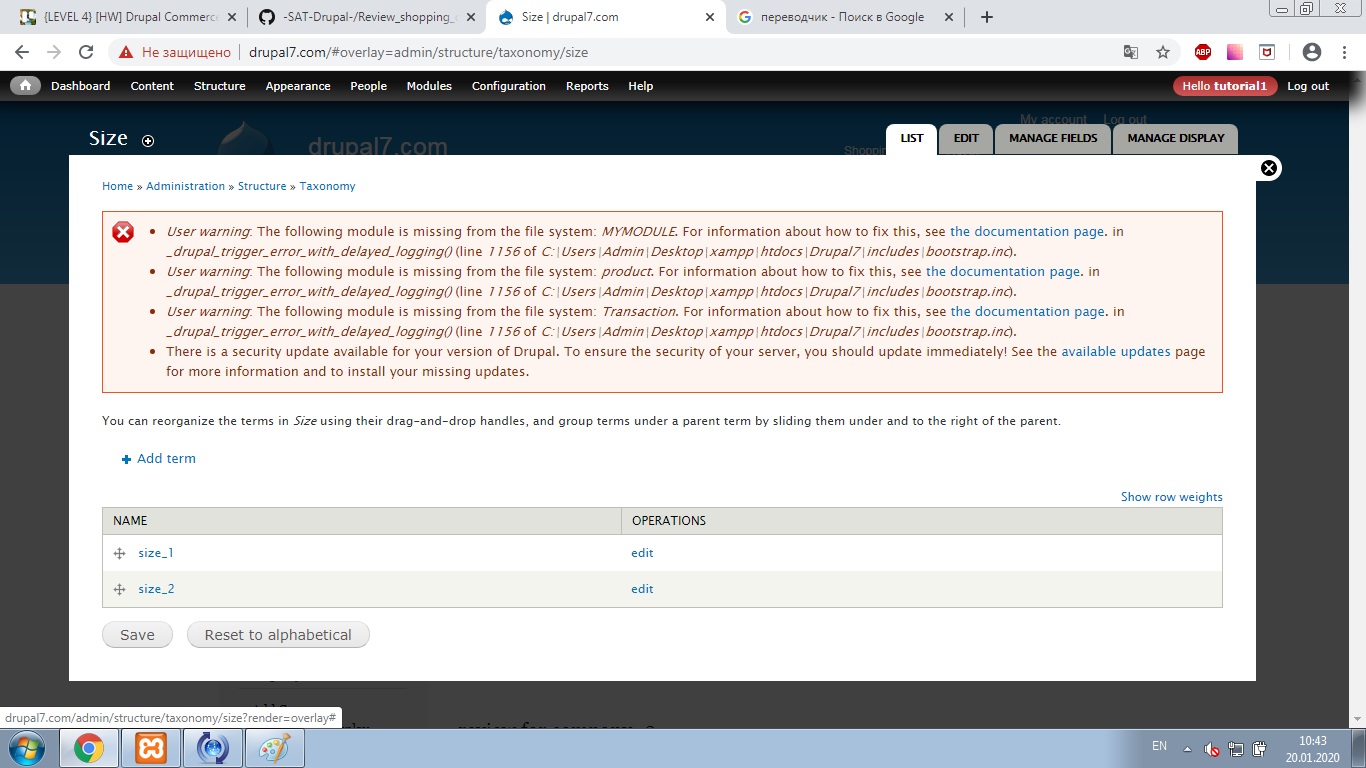 {LEVEL 4} [HW] Drupal Commerc
-SAT-Drupal-/Review_shopping_c
Size | drupal7.com
переводчик - Поиск в Google
Не защищено
drupal7.com/#overlay=admin/structure/taxonomy/size
ABP
Dashboard Content Structure Appearance People Modules Configuration Reports Help
Hello tutorial1 Log out
My account Log out
Size
drupal7.com
LIST EDIT MANAGE FIELDS MANAGE DISPLAY
Home » Administration » Structure » Taxonomy
User warning: The following module is missing from the file system: MYMODULE. For information about how to fix this, see the documentation page. in
_drupal_trigger_error_with_delayed_logging() (line 1156 of C:\Users\Admin\Desktop\xampp\htdocs\Drupal7\includes\bootstrap.inc).
User warning: The following module is missing from the file system: product. For information about how to fix this, see the documentation page. in
_drupal_trigger_error_with_delayed_logging() (line 1156 of C:\Users\Admin\Desktop\xampp\htdocs\Drupal7\includes\bootstrap.inc).
User warning: The following module is missing from the file system: Transaction. For information about how to fix this, see the documentation page. in
_drupal_trigger_error_with_delayed_logging() (line 1156 of C:\Users\Admin\Desktop\xampp\htdocs\Drupal7\includes\bootstrap.inc).
There is a security update available for your version of Drupal. To ensure the security of your server, you should update immediately! See the available updates page
for more information and to install your missing updates.
You can reorganize the terms in Size using their drag-and-drop handles, and group terms under a parent term by sliding them under and to the right of the parent.
Add term
Show row weights
NAME OPERATIONS
size_1 edit
size_2 edit
Save Reset to alphabetical
drupal7.com/admin/structure/taxonomy/size?render=overlay#
EN
10:43
20.01.2020